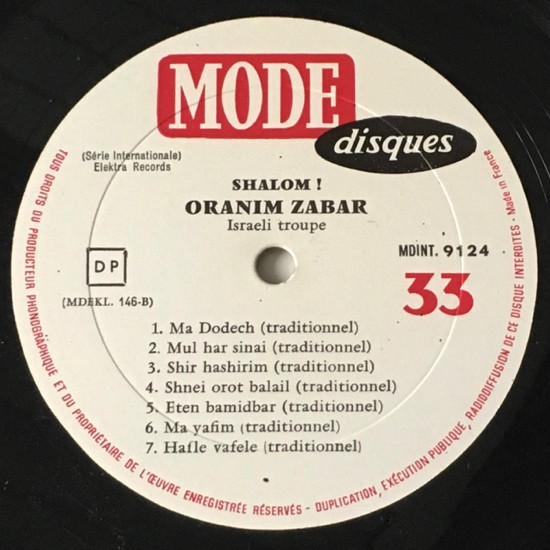 MODE
disques
(Série Internationale)
Elektra Records
SHALOM !
ORANIM ZABAR
Israeli troupe
DP
(MDEKL. 146-B)
MDINT. 9124
33
1. Ma Dodech (traditionnel)
2. Mul har sinai (traditionnel)
3. Shir hashirim (traditionnel)
4. Shnei orot balail (traditionnel)
5. Eten bamidbar (traditionnel)
6. Ma yafim (traditionnel)
7. Hafle vafele (traditionnel)
TOUS DROITS DU PRODUCTEUR PHONOGRAPHIQUE ET DU PROPRIETAIRE DE L'ŒUVRE ENREGISTRÉE RÉSERVÉS - DUPLICATION, EXÉCUTION PUBLIQUE, RADIODIFFUSION DE CE DISQUE INTERDITES - Made in France